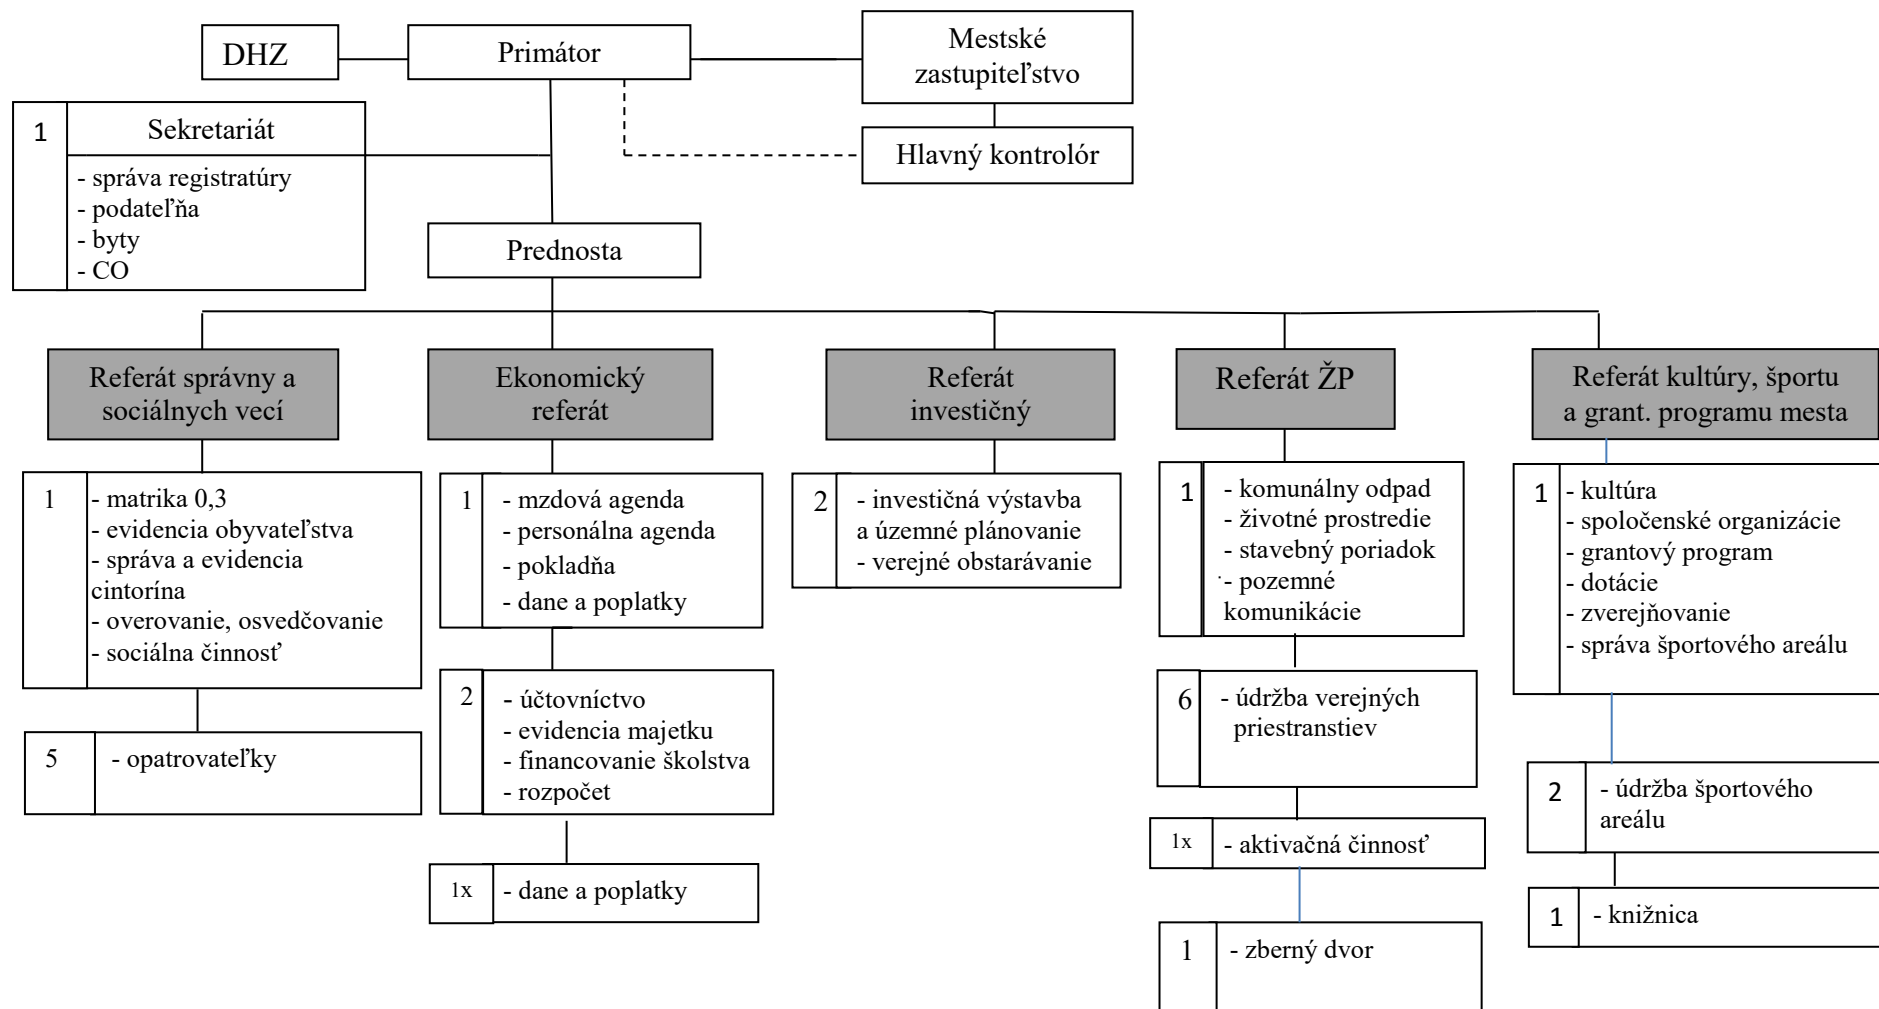 DHZ
Primátor
Mestské
zastupiteľstvo
Hlavný kontrolór
1
Sekretariát
- správa registratúry
- podateľňa
- byty
- CO
Prednosta
Referát správny a
sociálnych vecí
1
- matrika 0,3
- evidencia obyvateľstva
- správa a evidencia
cintorína
- overovanie, osvedčovanie
- sociálna činnosť
5
- opatrovateľky
Ekonomický
referát
1
- mzdová agenda
- personálna agenda
- pokladňa
- dane a poplatky
2
- účtovníctvo
- evidencia majetku
- financovanie školstva
- rozpočet
1x
- dane a poplatky
Referát
investičný
2
- investičná výstavba
a územné plánovanie
- verejné obstarávanie
Referát ŽP
1
- komunálny odpad
- životné prostredie
- stavebný poriadok
- pozemné
komunikácie
6
- údržba verejných
priestranstiev
1x
- aktivačná činnosť
1
- zberný dvor
Referát kultúry, športu
a grant. programu mesta
1
- kultúra
- spoločenské organizácie
- grantový program
- dotácie
- zverejňovanie
- správa športového areálu
2
- údržba športového
areálu
1
- knižnica